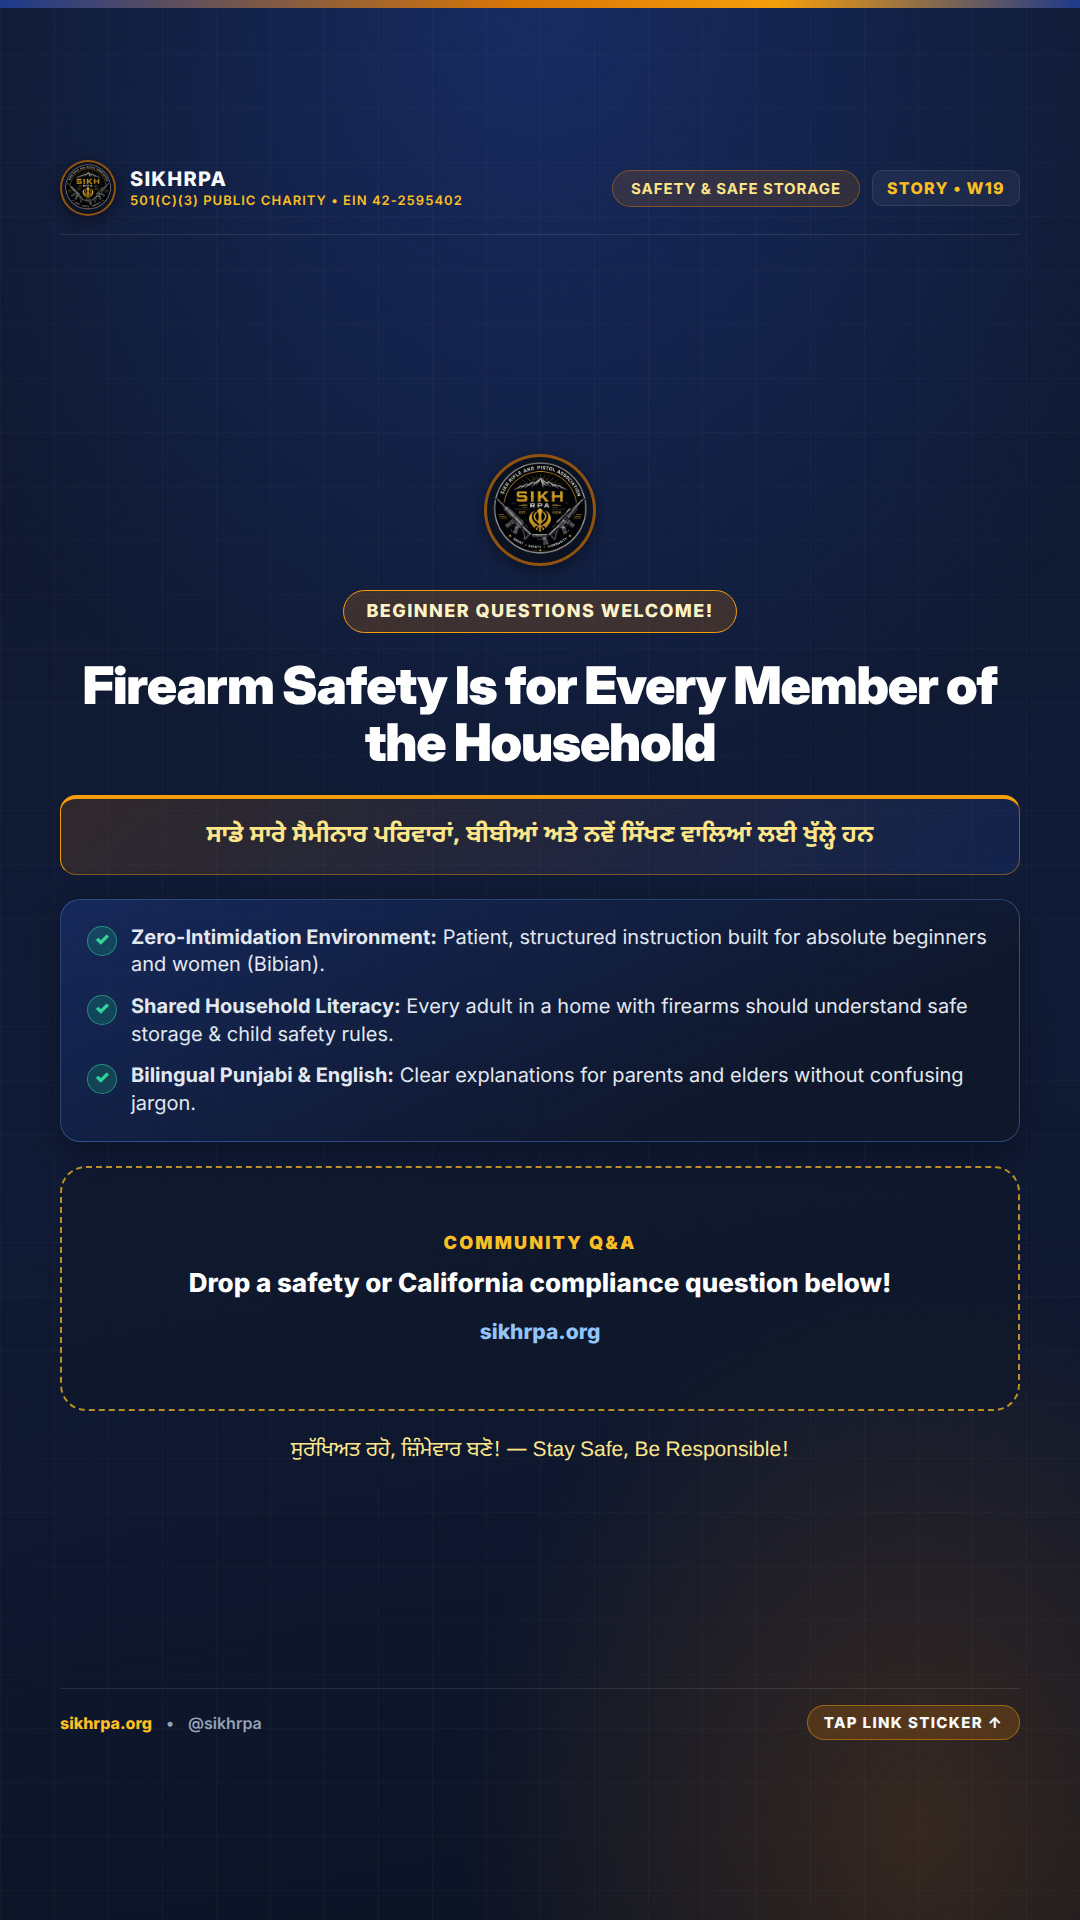 SIKHRPA
501(C)(3) PUBLIC CHARITY • EIN 42-2595402
SAFETY & SAFE STORAGE
STORY • W19
SIKH RIFLE AND PISTOL ASSOCIATION
SIKH
RPA
BEGINNER QUESTIONS WELCOME!
Firearm Safety Is for Every Member of
the Household
ਸਾਡੇ ਸਾਰੇ ਸੈਮੀਨਾਰ ਪਰਿਵਾਰਾਂ, ਬੀਬੀਆਂ ਅਤੇ ਨਵੇਂ ਸਿੱਖਣ ਵਾਲਿਆਂ ਲਈ ਖੁੱਲ੍ਹੇ ਹਨ
Zero-Intimidation Environment: Patient, structured instruction built for absolute beginners
and women (Bibian).
Shared Household Literacy: Every adult in a home with firearms should understand safe
storage & child safety rules.
Bilingual Punjabi & English: Clear explanations for parents and elders without confusing
jargon.
COMMUNITY Q&A
Drop a safety or California compliance question below!
sikhrpa.org
ਸੁਰੱਖਿਅਤ ਰਹੋ, ਜ਼ਿੰਮੇਵਾਰ ਬਣੋ! — Stay Safe, Be Responsible!
sikhrpa.org • @sikhrpa
TAP LINK STICKER ↑